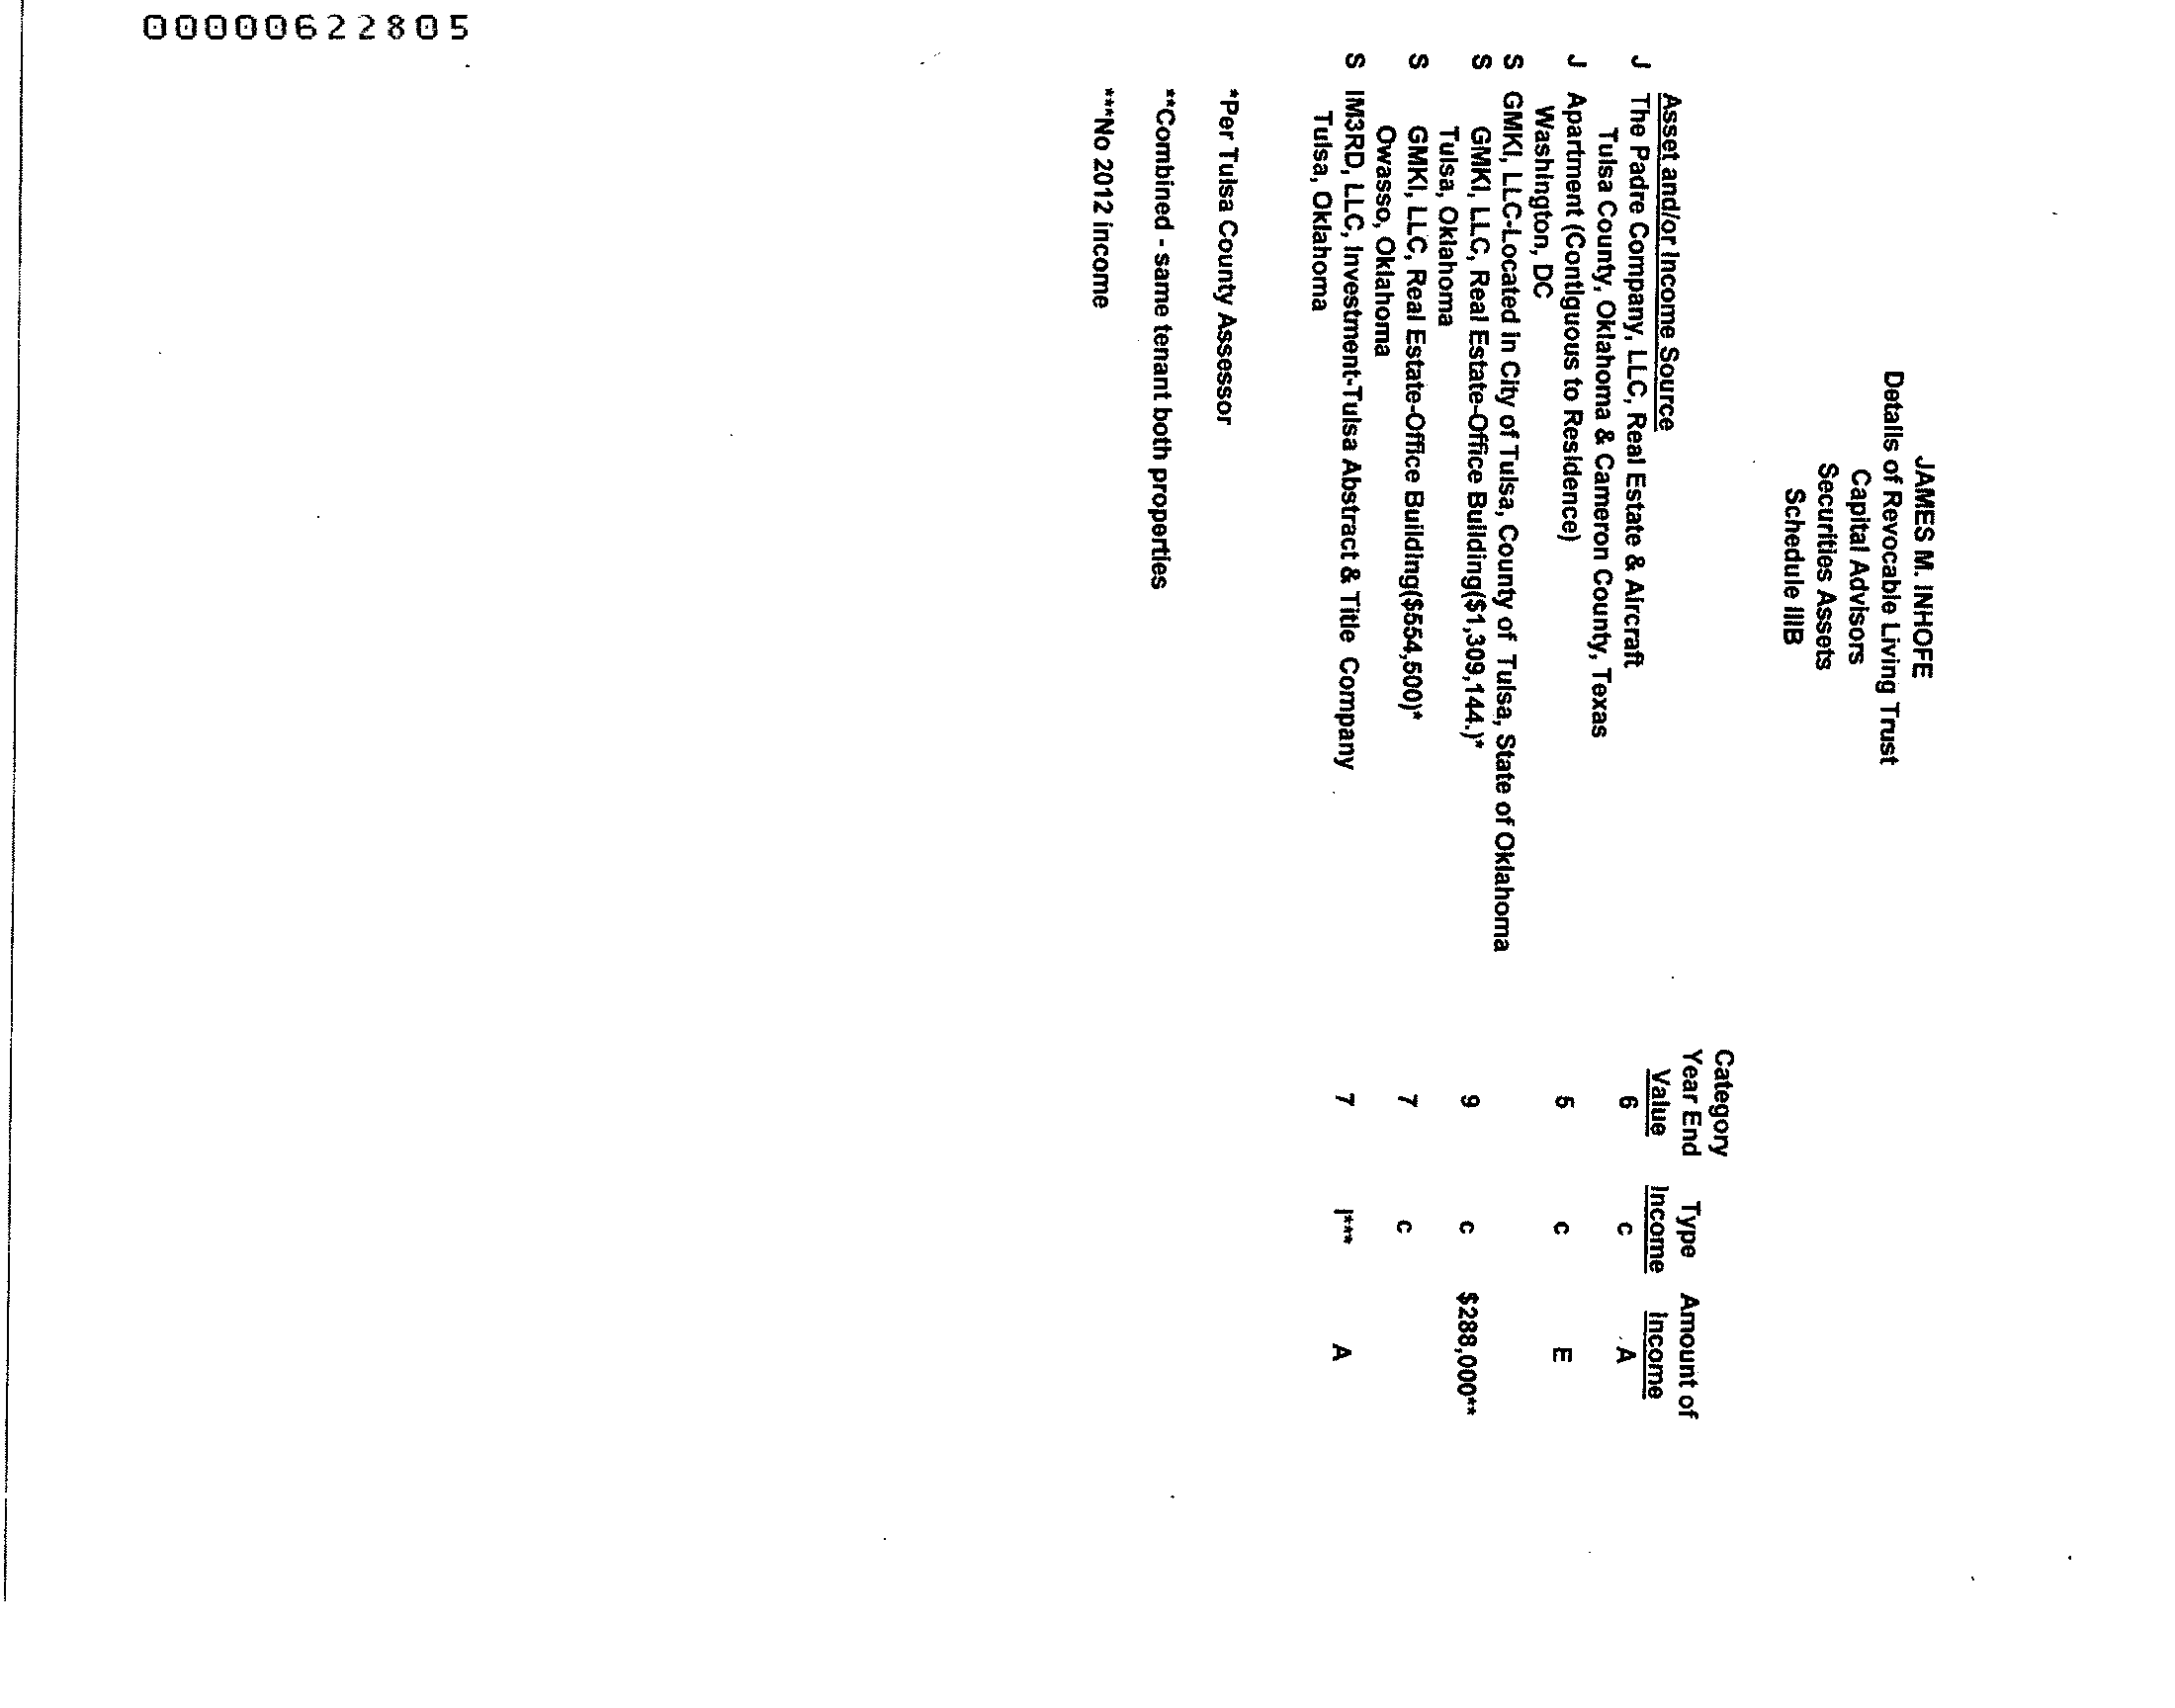 00000622805
JAMES M. INHOFE
Details of Revocable Living Trust
Capital Advisors
Securities Assets
Schedule IIIB
Category
Year End Type Amount of
Asset and/or Income Source Value Income Income
J The Padre Company, LLC, Real Estate & Aircraft 6 c A
Tulsa County, Oklahoma & Cameron County, Texas
J Apartment (Contiguous to Residence) 5 c E
Washington, DC
S GMKI, LLC-Located in City of Tulsa, County of Tulsa, State of Oklahoma
S GMKI, LLC, Real Estate-Office Building($1,309,144.)* 9 c $288,000**
Tulsa, Oklahoma
S GMKI, LLC, Real Estate-Office Building($554,500)* 7 c
Owasso, Oklahoma
S IM3RD, LLC, Investment-Tulsa Abstract & Title Company 7 I*** A
Tulsa, Oklahoma
*Per Tulsa County Assessor
**Combined - same tenant both properties
***No 2012 income